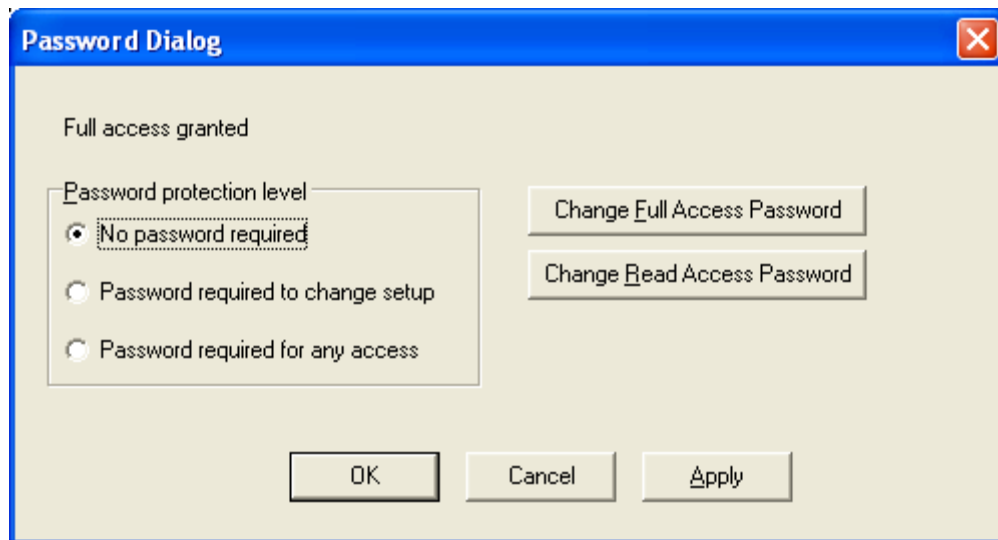 Password Dialog
Full access granted
Password protection level
No password required
Password required to change setup
Password required for any access
Change Full Access Password
Change Read Access Password
OK
Cancel
Apply